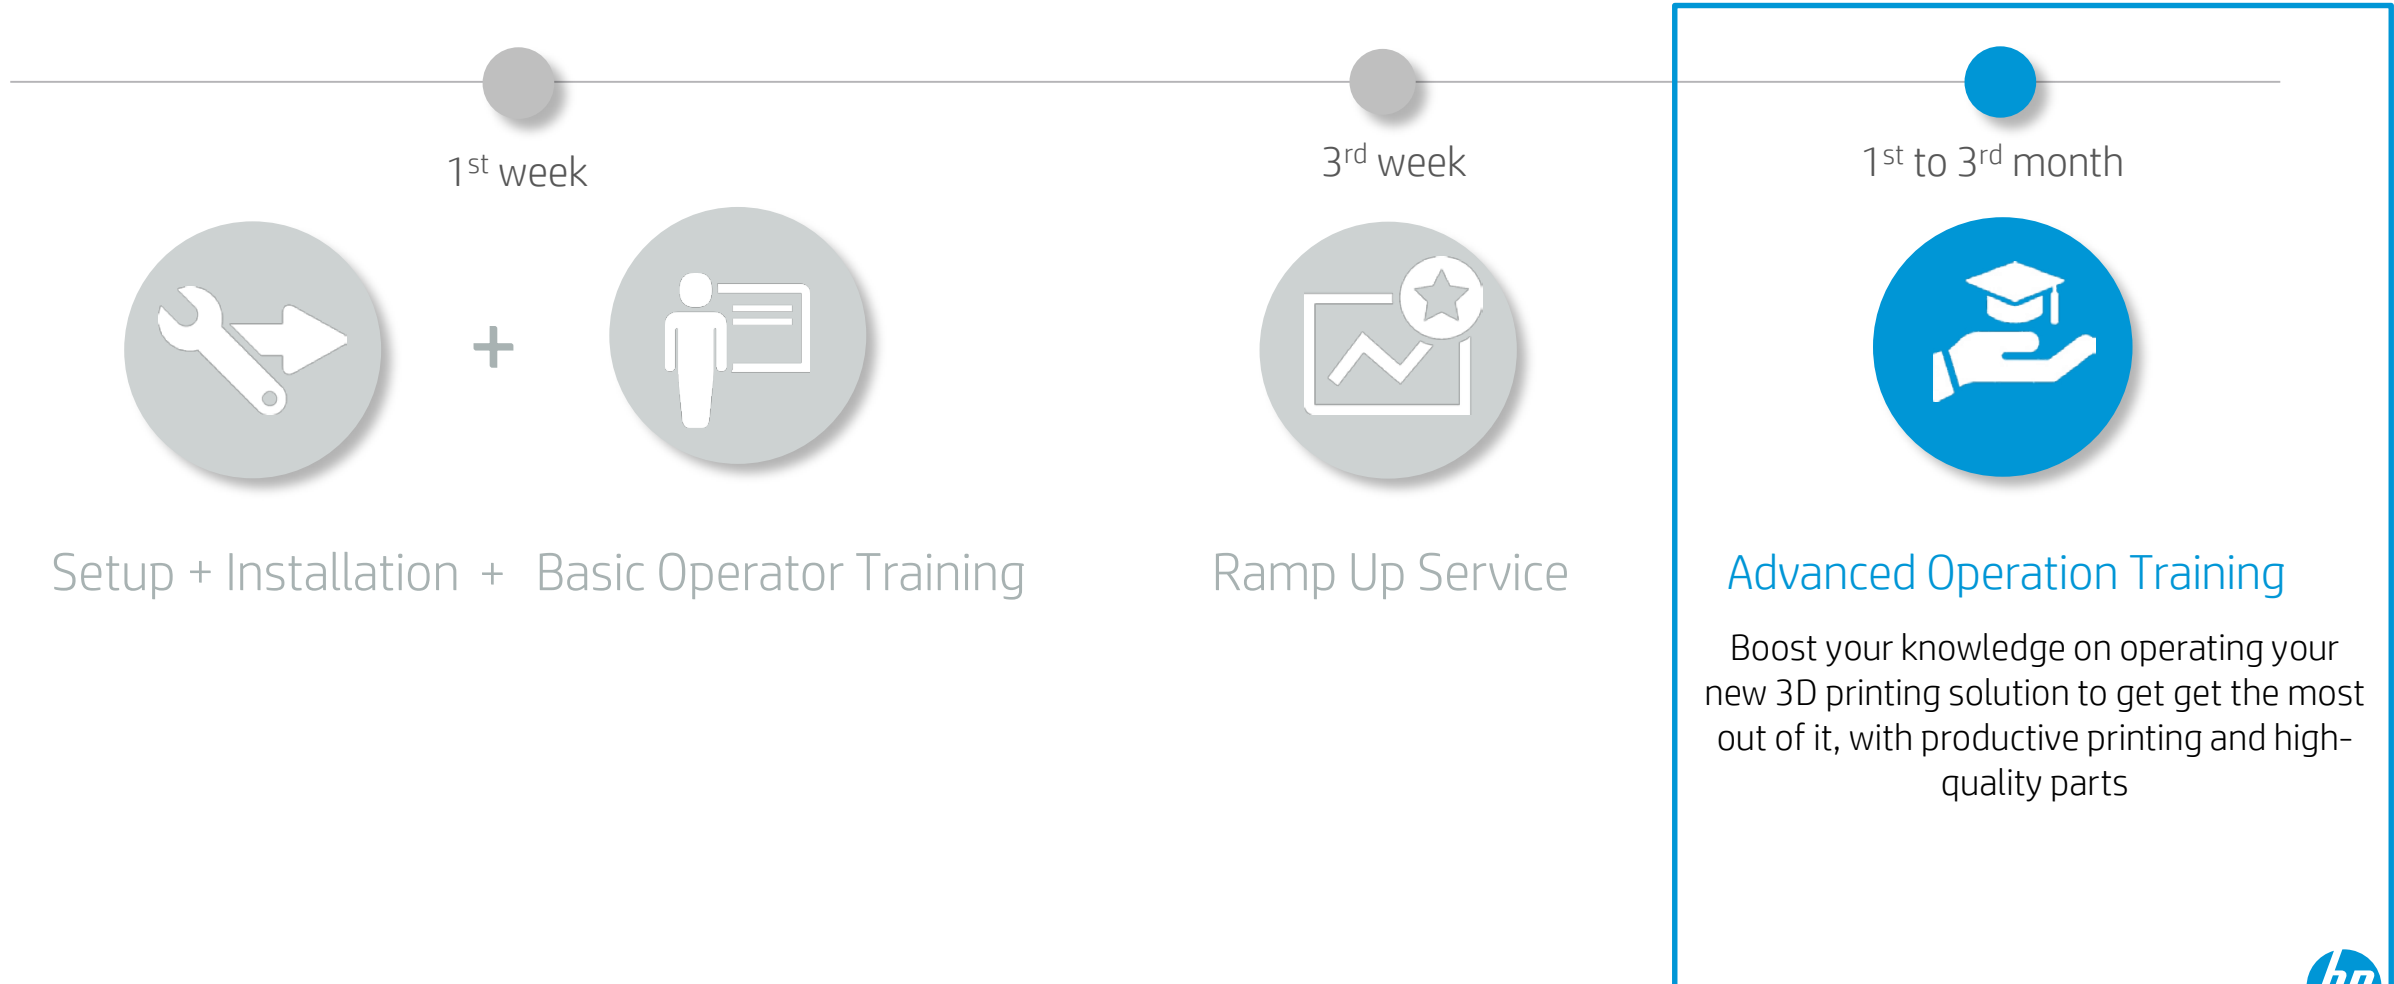 1st week
3rd week
1st to 3rd month
+
Setup + Installation + Basic Operator Training
Ramp Up Service
Advanced Operation Training
Boost your knowledge on operating your
new 3D printing solution to get get the most
out of it, with productive printing and high-
quality parts
hp